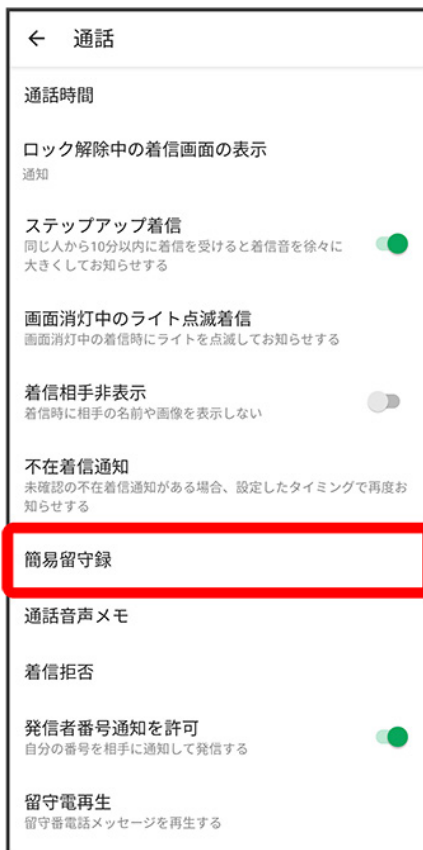 ← 通話
通話時間
ロック解除中の着信画面の表示
通知
ステップアップ着信
同じ人から10分以内に着信を受けると着信音を徐々に
大きくしてお知らせする
画面消灯中のライト点滅着信
画面消灯中の着信時にライトを点滅してお知らせする
着信相手非表示
着信時に相手の名前や画像を表示しない
不在着信通知
未確認の不在着信通知がある場合、設定したタイミングで再度お
知らせする
簡易留守録
通話音声メモ
着信拒否
発信者番号通知を許可
自分の番号を相手に通知して発信する
留守電再生
留守番電話メッセージを再生する